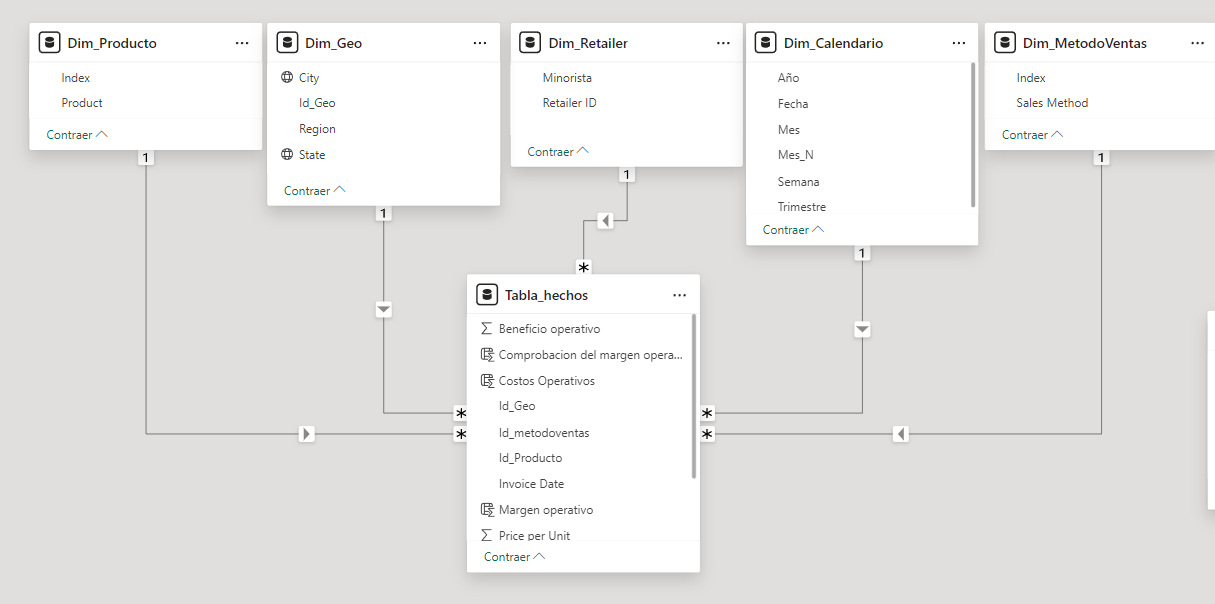 Dim_Producto ...
Index
Product
Contraer
1
Dim_Geo ...
City
Id_Geo
Region
State
Contraer
1
Dim_Retailer ...
Minorista
Retailer ID
Contraer
1
*
Dim_Calendario ...
Año
Fecha
Mes
Mes_N
Semana
Trimestre
Contraer
1
Dim_MetodoVentas ...
Index
Sales Method
Contraer
1
Tabla_hechos ...
Σ Beneficio operativo
Comprobacion del margen opera...
Costos Operativos
Id_Geo
* *
Id_metodoventas
* *
Id_Producto
Invoice Date
Margen operativo
Σ Price per Unit
Contraer